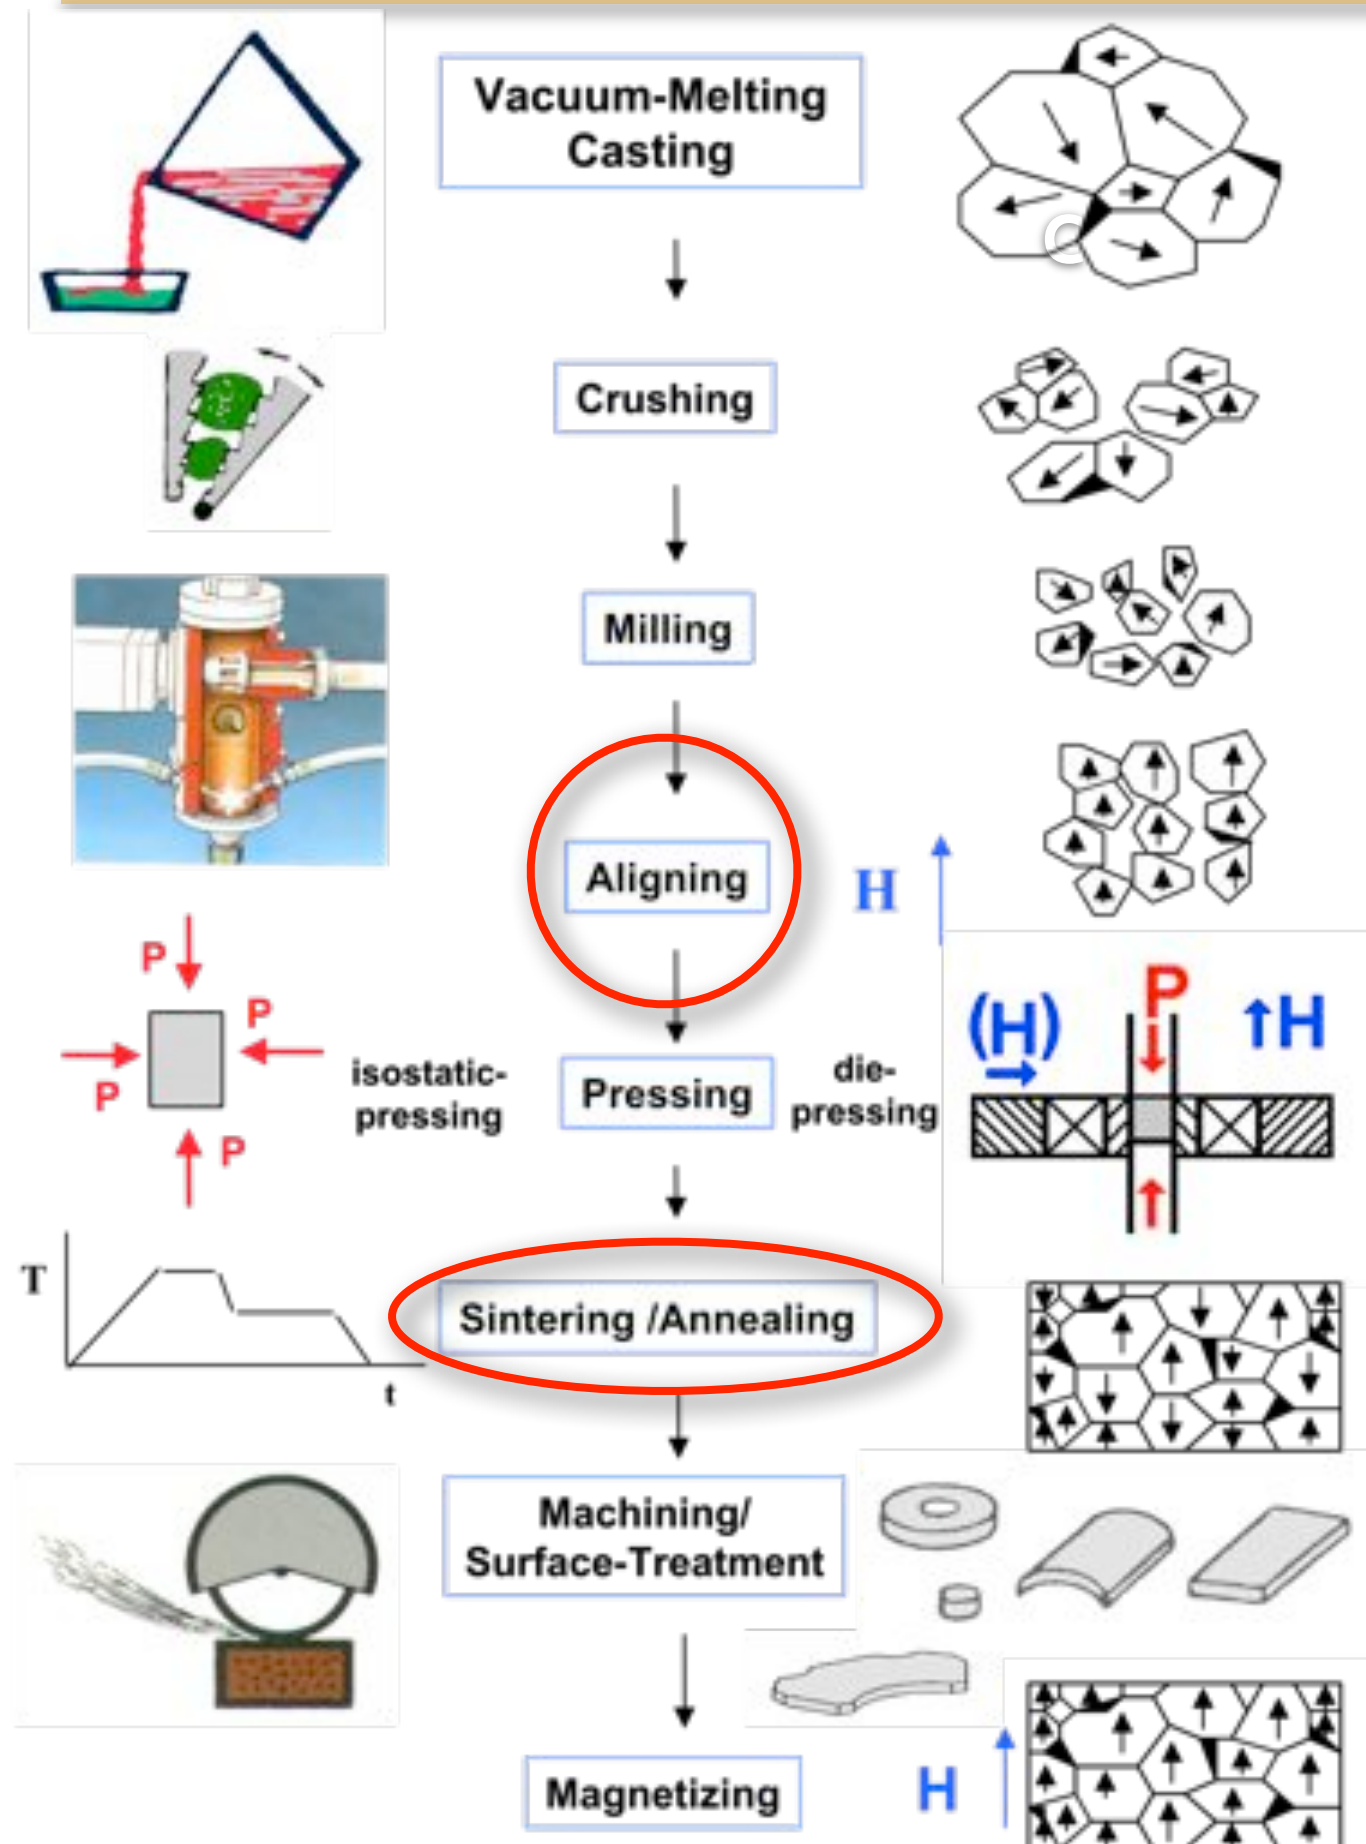 Vacuum-Melting
Casting
C
Crushing
Milling
Aligning
H
P
P
P
P
isostatic-
pressing
Pressing
die-
pressing
(H)
P
↑H
T
t
Sintering /Annealing
Machining/
Surface-Treatment
Magnetizing
H